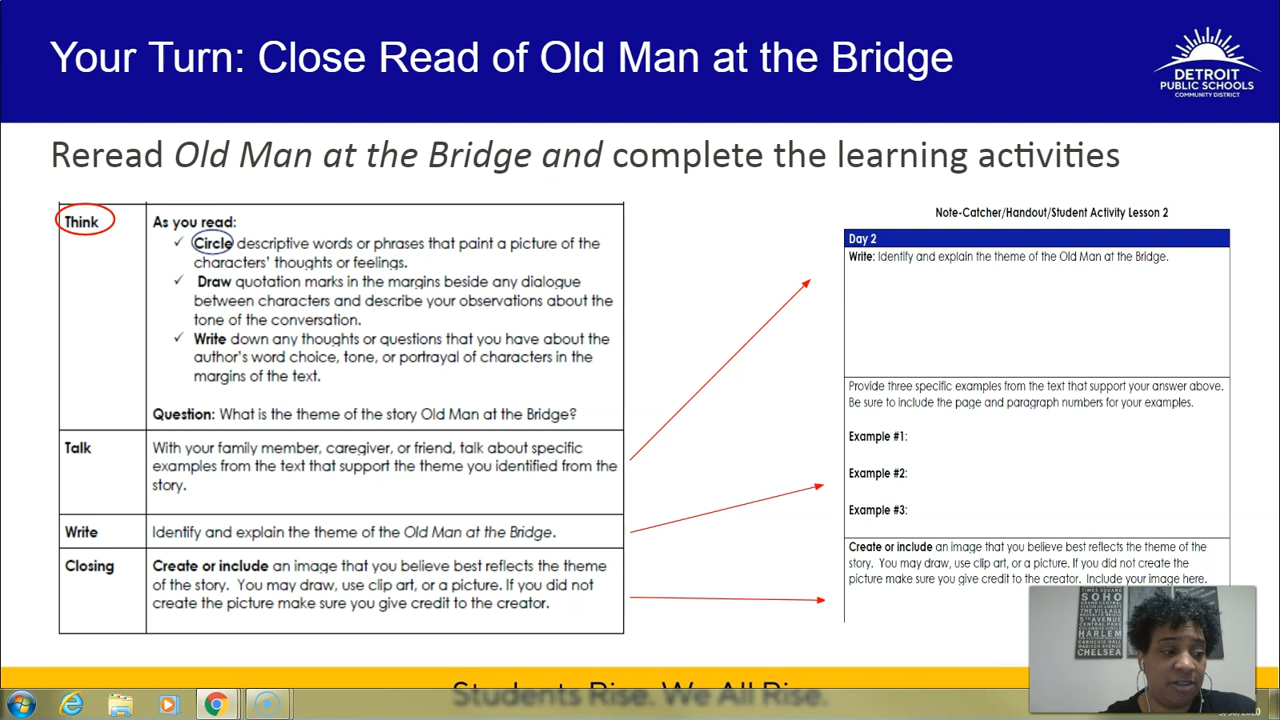 Your Turn: Close Read of Old Man at the Bridge
DETROIT
PUBLIC SCHOOLS
COMMUNITY DISTRICT
Reread Old Man at the Bridge and complete the learning activities
Think
As you read:
✓ Circle descriptive words or phrases that paint a picture of the
characters' thoughts or feelings.
✓ Draw quotation marks in the margins beside any dialogue
between characters and describe your observations about the
tone of the conversation.
✓ Write down any thoughts or questions that you have about the
author's word choice, tone, or portrayal of characters in the
margins of the text.
Question: What is the theme of the story Old Man at the Bridge?
Talk
With your family member, caregiver, or friend, talk about specific
examples from the text that support the theme you identified from the
story.
Write
Identify and explain the theme of the Old Man at the Bridge.
Closing
Create or include an image that you believe best reflects the theme
of the story. You may draw, use clip art, or a picture. If you did not
create the picture make sure you give credit to the creator.
Note-Catcher/Handout/Student Activity Lesson 2
Day 2
Write: Identify and explain the theme of the Old Man at the Bridge.
Provide three specific examples from the text that support your answer above.
Be sure to include the page and paragraph numbers for your examples.
Example #1:
Example #2:
Example #3:
Create or include an image that you believe best reflects the theme of the
story. You may draw, use clip art, or a picture. If you did not create the
picture make sure you give credit to the creator. Include your image here.
TIMES SQUARE
SOHO
GRAND CENTRAL
THE VILLAGE
5TH AVENUE
CENTRAL PARK
HARLEM
CARNEGIE HALL
MADISON AVENUE
CHELSEA
Students Rise. We All Rise.